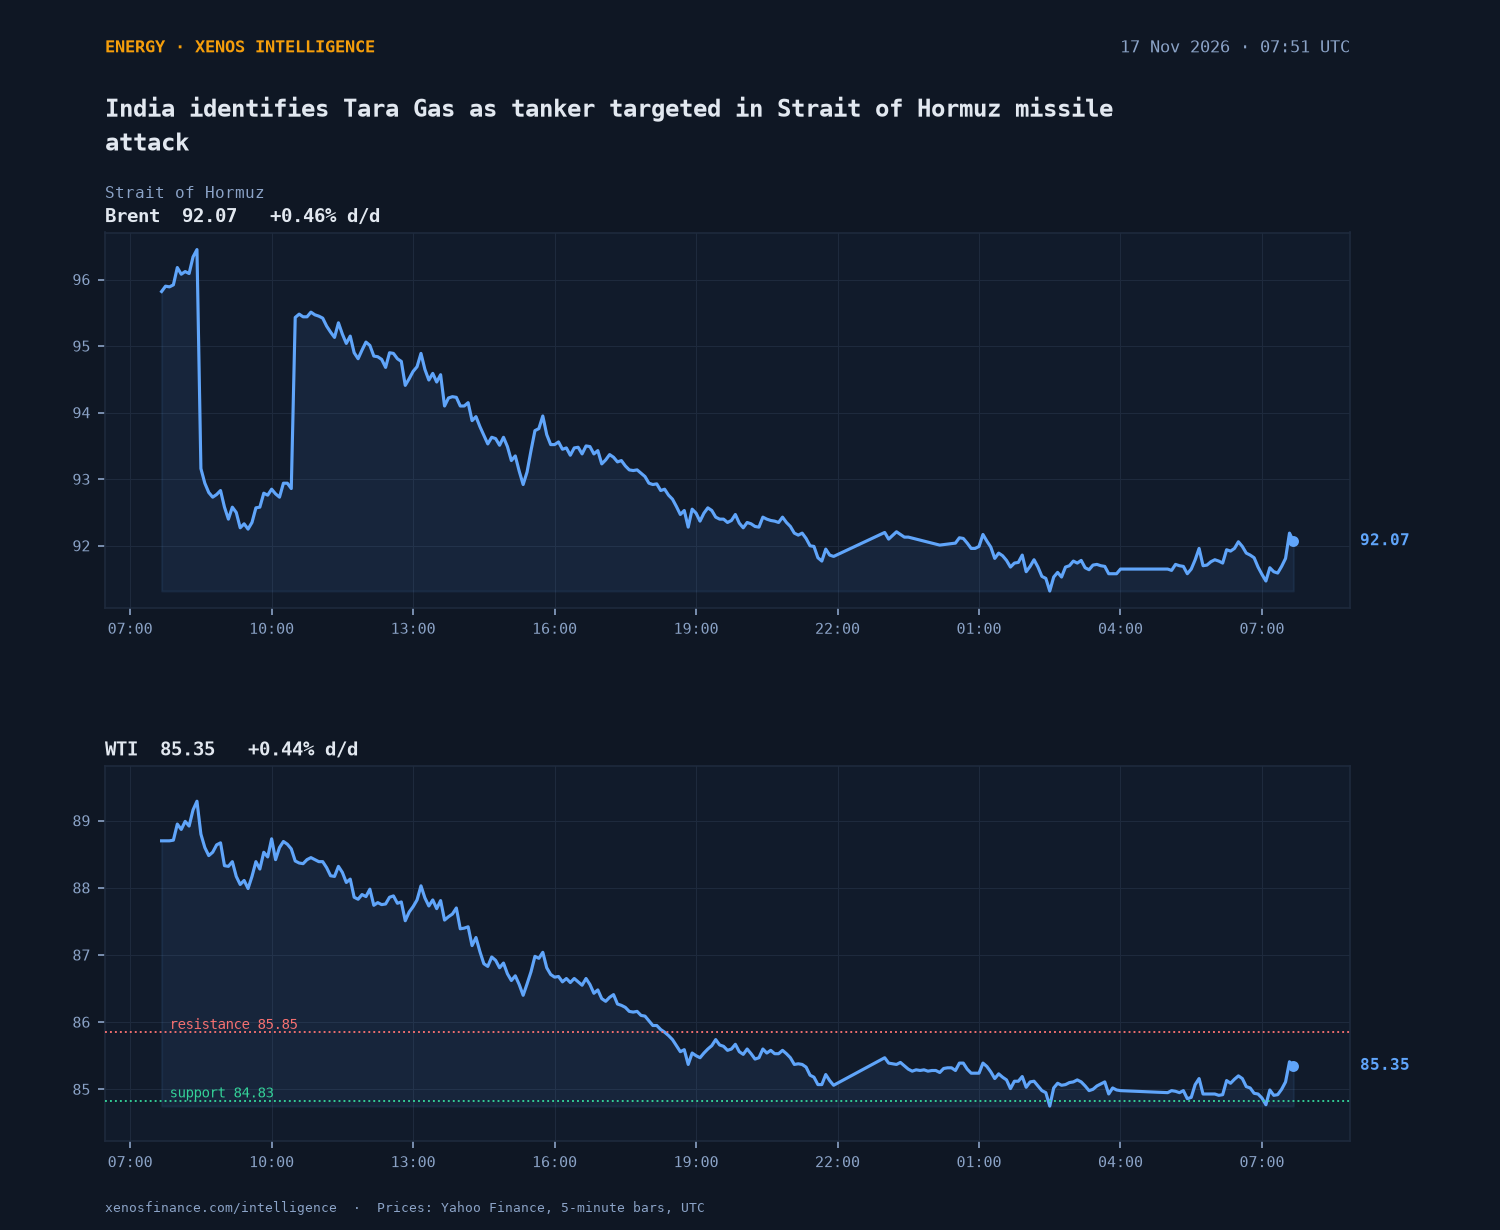 ENERGY · XENOS INTELLIGENCE
17 Nov 2026 · 07:51 UTC
India identifies Tara Gas as tanker targeted in Strait of Hormuz missile
attack
Strait of Hormuz
Brent 92.07 +0.46% d/d
96
95
94
93
92
92.07
07:00 10:00 13:00 16:00 19:00 22:00 01:00 04:00 07:00
WTI 85.35 +0.44% d/d
89
88
87
86
resistance 85.85
85
support 84.83
85.35
07:00 10:00 13:00 16:00 19:00 22:00 01:00 04:00 07:00
xenosfinance.com/intelligence · Prices: Yahoo Finance, 5-minute bars, UTC